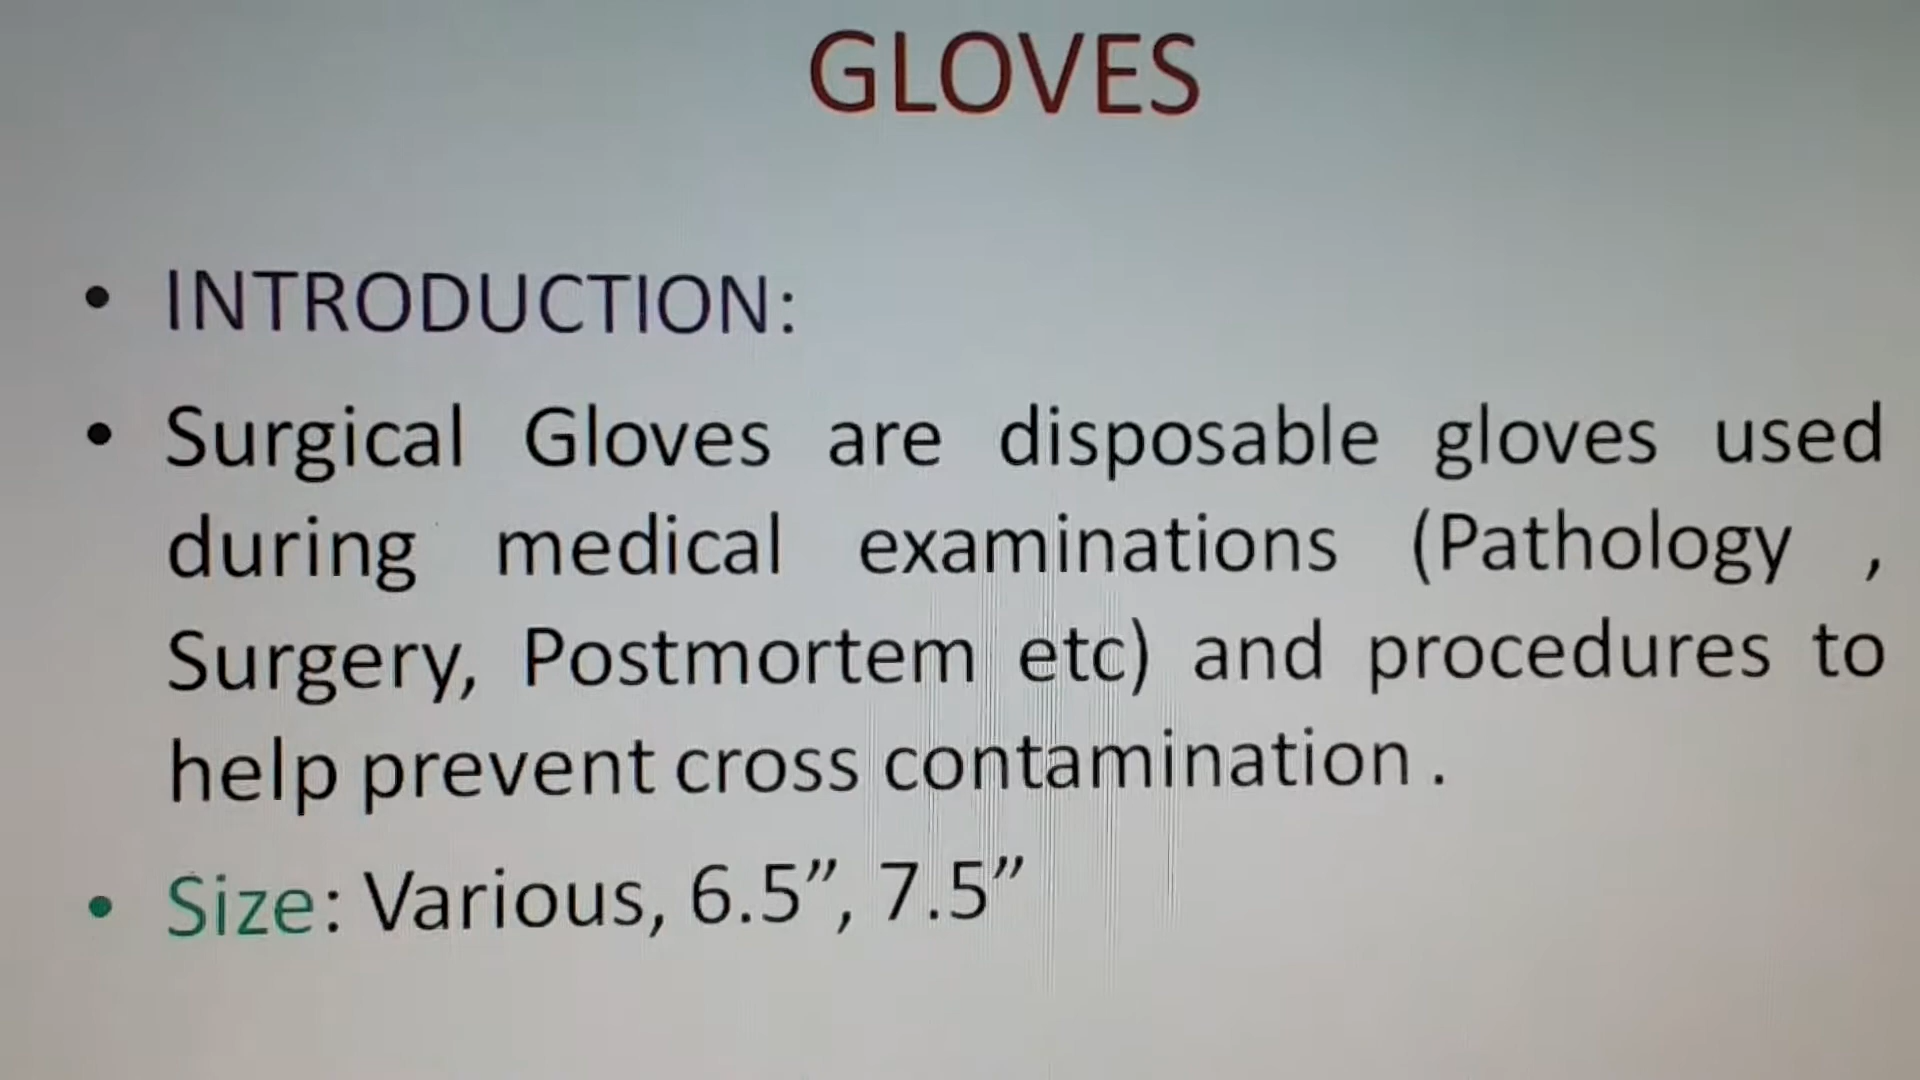 GLOVES
• INTRODUCTION:
• Surgical Gloves are disposable gloves used
during medical examinations (Pathology ,
Surgery, Postmortem etc) and procedures to
help prevent cross contamination .
• Size: Various, 6.5”, 7.5”